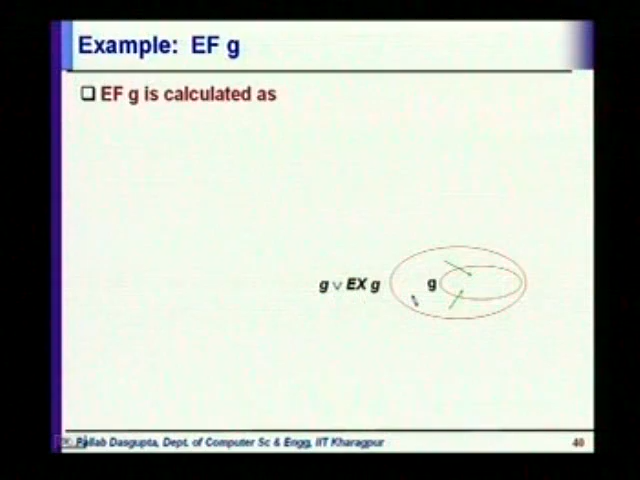 Example: EF g
EF g is calculated as
g ∨ EX g
g
Pallab Dasgupta, Dept. of Computer Sc & Engg, IIT Kharagpur
40